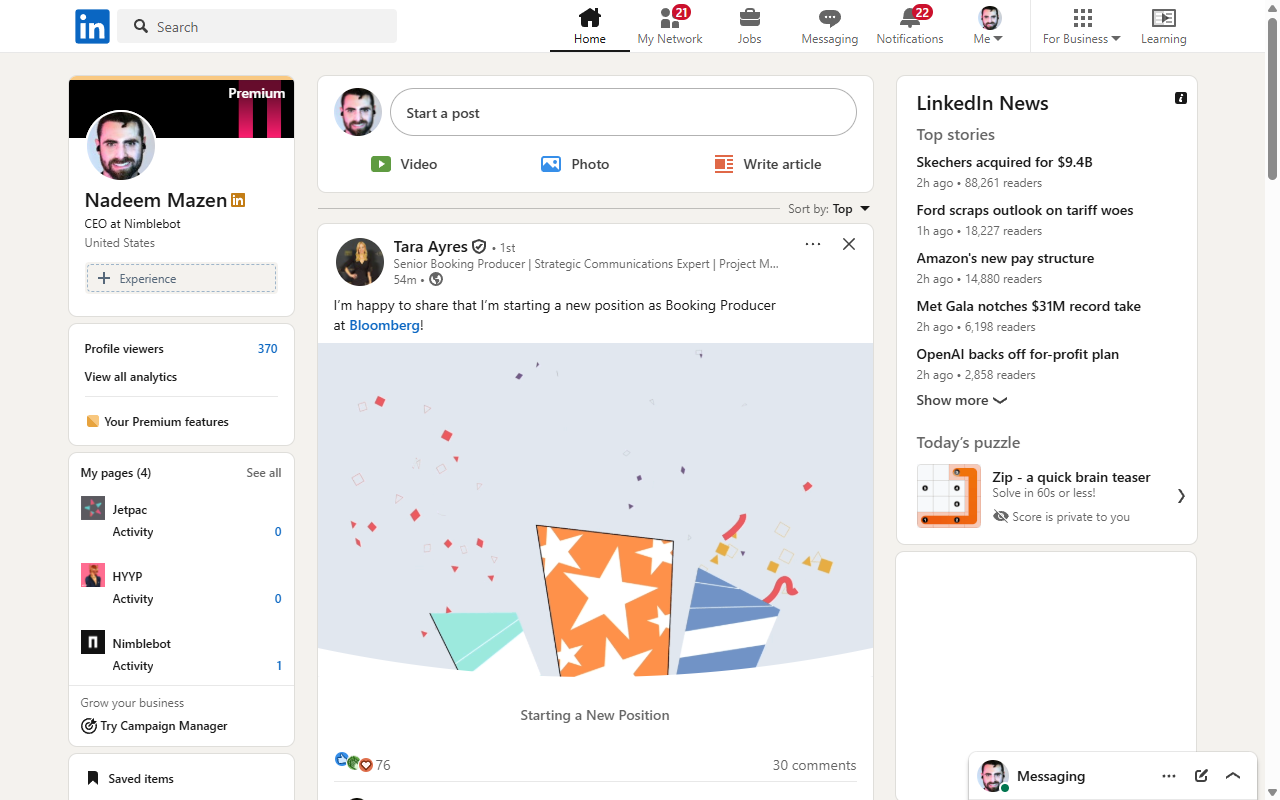 in
Search
Home
21
My Network
Jobs
Messaging
22
Notifications
Me
For Business
Learning
Premium
Nadeem Mazen in
CEO at Nimblebot
United States
+ Experience
Profile viewers 370
View all analytics
Your Premium features
My pages (4) See all
Jetpac
Activity 0
HYYP
Activity 0
Nimblebot
Activity 1
Grow your business
Try Campaign Manager
Saved items
Start a post
Video Photo Write article
Sort by: Top
Tara Ayres • 1st
Senior Booking Producer | Strategic Communications Expert | Project M...
54m •
I'm happy to share that I'm starting a new position as Booking Producer
at Bloomberg!
Starting a New Position
76 30 comments
LinkedIn News
Top stories
Skechers acquired for $9.4B
2h ago • 88,261 readers
Ford scraps outlook on tariff woes
1h ago • 18,227 readers
Amazon's new pay structure
2h ago • 14,880 readers
Met Gala notches $31M record take
2h ago • 6,198 readers
OpenAI backs off for-profit plan
2h ago • 2,858 readers
Show more
Today's puzzle
Zip - a quick brain teaser
Solve in 60s or less!
Score is private to you
Messaging